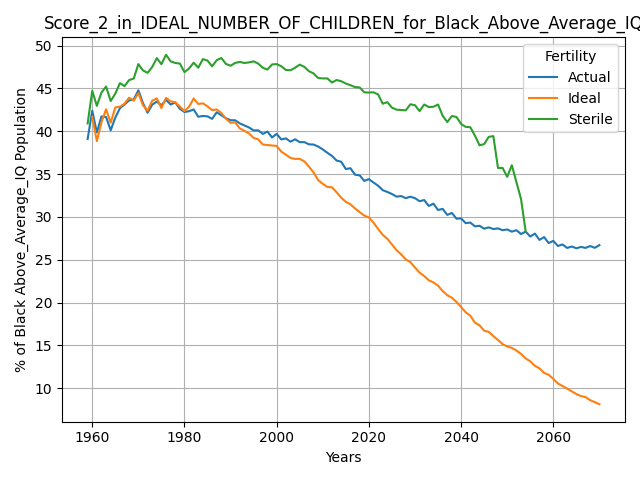 Score_2_in_IDEAL_NUMBER_OF_CHILDREN_for_Black_Above_Average_IQ
% of Black Above_Average_IQ Population
50
45
40
35
30
25
20
15
10
Fertility
Actual
Ideal
Sterile
1960
1980
2000
2020
2040
2060
Years